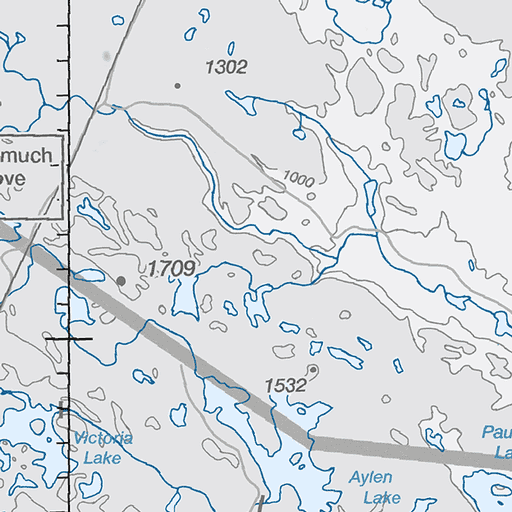 1302
much
ove
1000
1709
1532
Victoria
Lake
Pau
La
Aylen
Lake